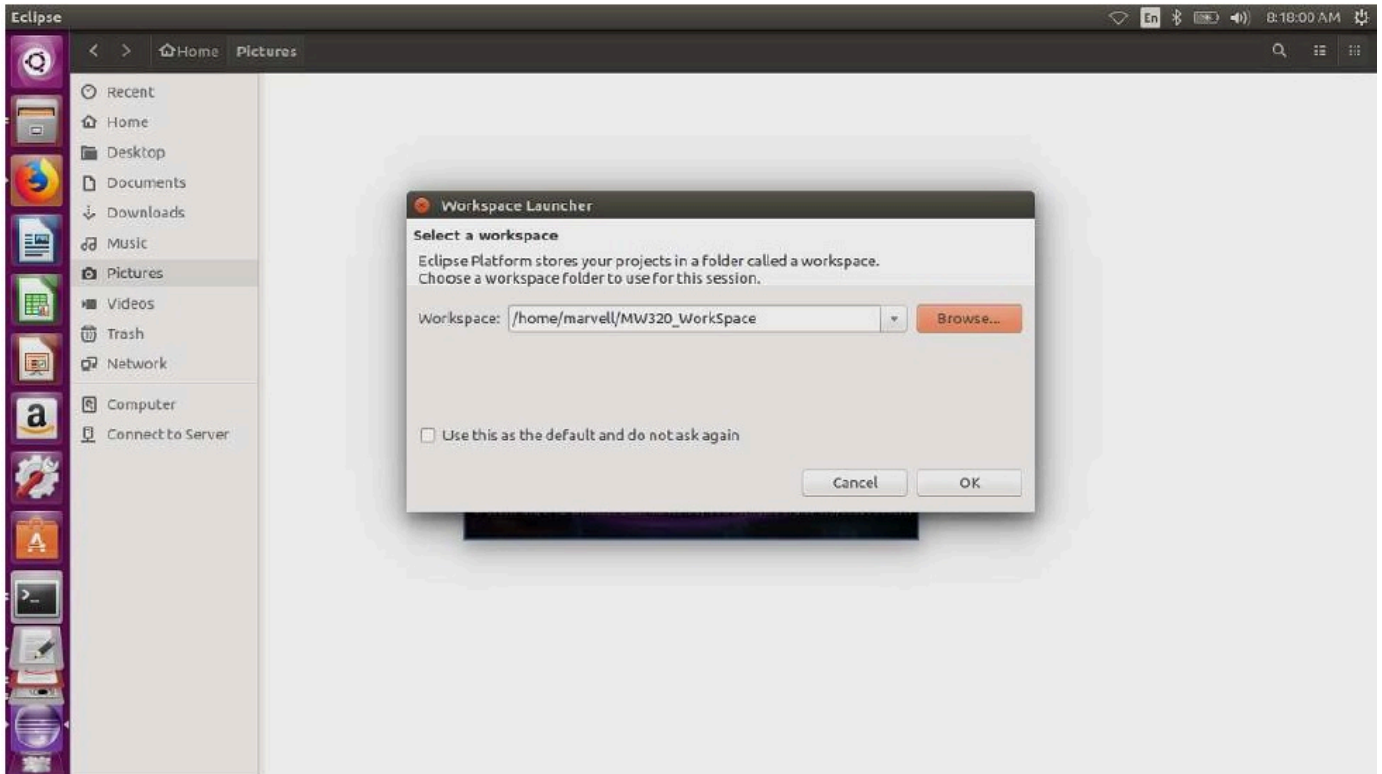 Eclipse
En
8:18:00 AM
Home Pictures
Recent
Home
Desktop
Documents
Downloads
Music
Pictures
Videos
Trash
Network
Computer
Connect to Server
Workspace Launcher
Select a workspace
Eclipse Platform stores your projects in a folder called a workspace.
Choose a workspace folder to use for this session.
Workspace: /home/marvell/MW320_WorkSpace Browse...
Use this as the default and do not ask again
Cancel OK